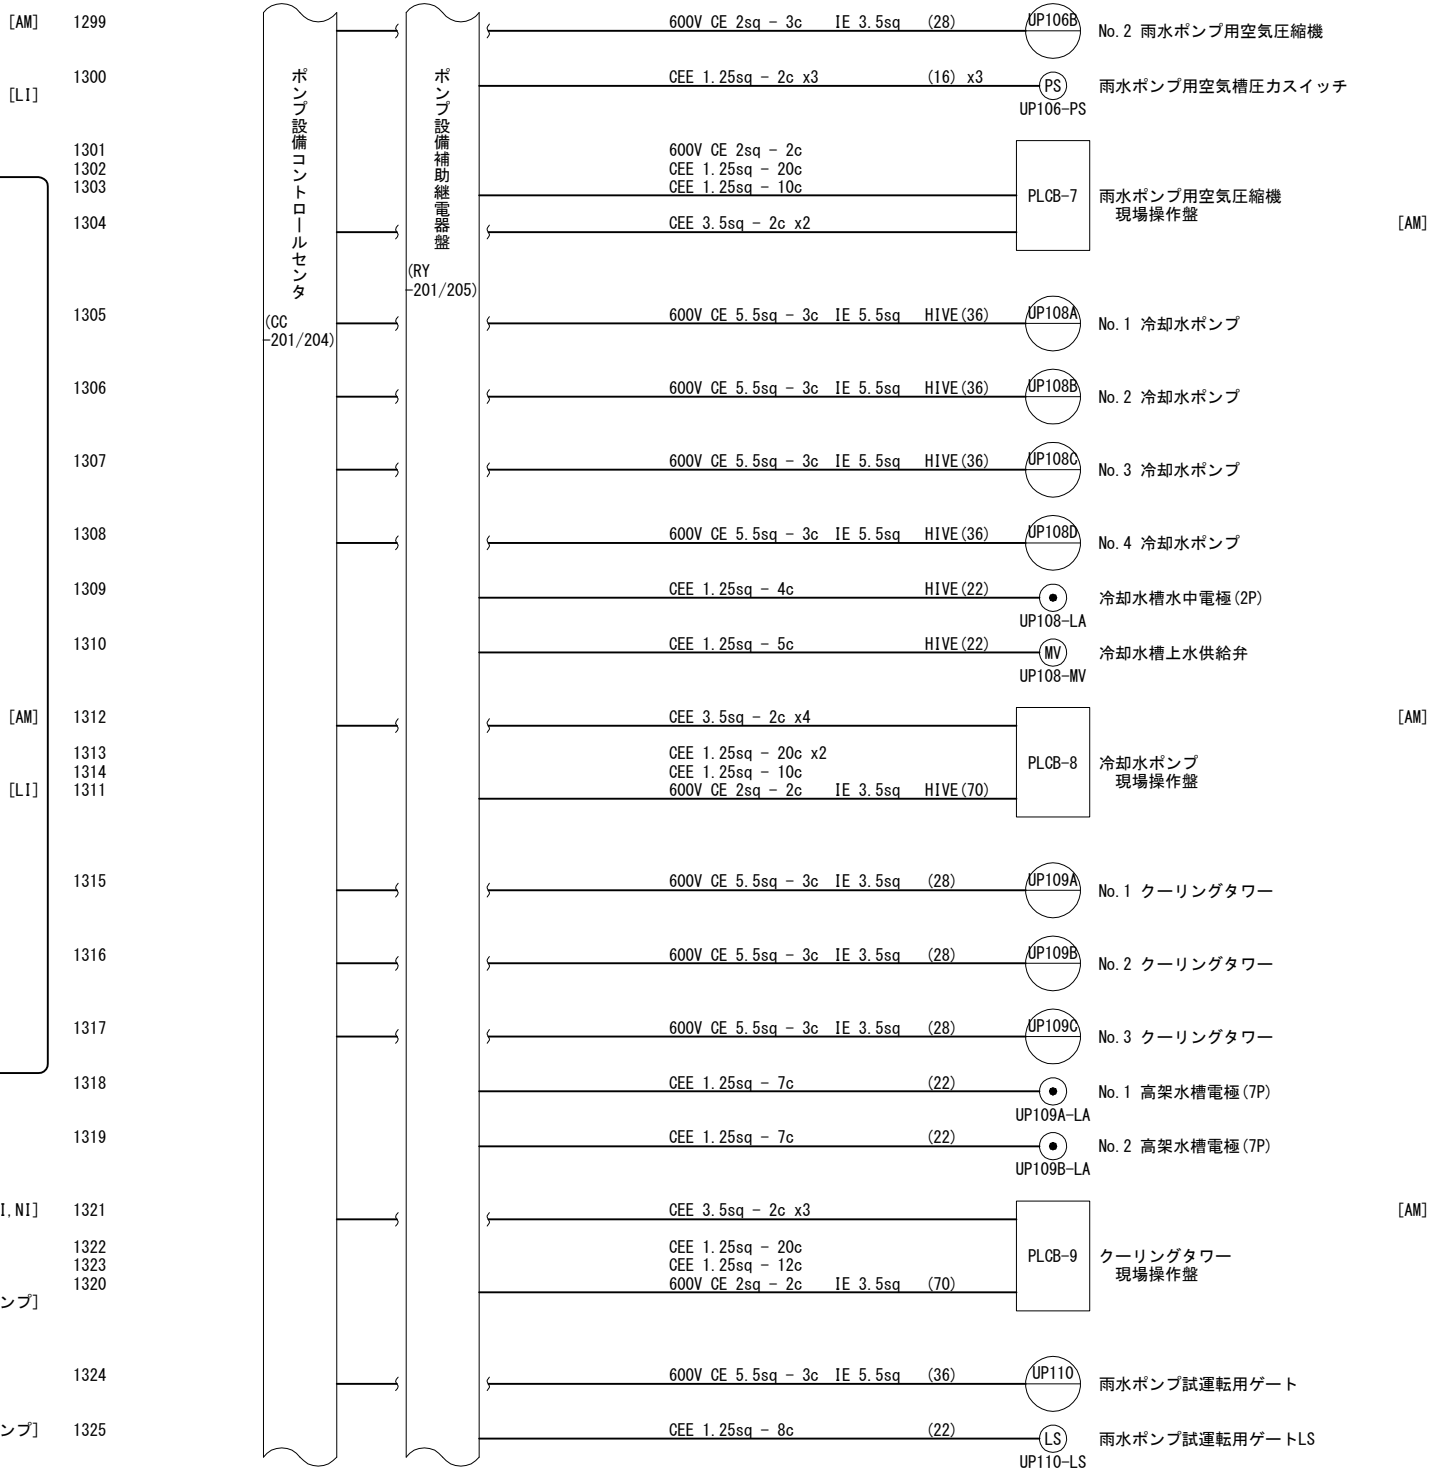 [AM] 1299 600V CE 2sq - 3c IE 3.5sq (28) UP106B No.2 雨水ポンプ用空気圧縮機
1300 CEE 1.25sq - 2c x3 (16) x3 PS 雨水ポンプ用空気槽圧力スイッチ
[LI]
UP106-PS
ポンプ設備コントロールセンタ
(CC
-201/204)
ポンプ設備補助継電器盤
(RY
-201/205)
1301 600V CE 2sq - 2c
1302 CEE 1.25sq - 20c
1303 CEE 1.25sq - 10c
PLCB-7 雨水ポンプ用空気圧縮機
現場操作盤
1304 CEE 3.5sq - 2c x2 [AM]
1305 600V CE 5.5sq - 3c IE 5.5sq HIVE(36) UP108A No.1 冷却水ポンプ
1306 600V CE 5.5sq - 3c IE 5.5sq HIVE(36) UP108B No.2 冷却水ポンプ
1307 600V CE 5.5sq - 3c IE 5.5sq HIVE(36) UP108C No.3 冷却水ポンプ
1308 600V CE 5.5sq - 3c IE 5.5sq HIVE(36) UP108D No.4 冷却水ポンプ
1309 CEE 1.25sq - 4c HIVE(22) 冷却水槽水中電極(2P)
UP108-LA
1310 CEE 1.25sq - 5c HIVE(22) MV 冷却水槽上水供給弁
UP108-MV
[AM] 1312 CEE 3.5sq - 2c x4 [AM]
1313 CEE 1.25sq - 20c x2
1314 CEE 1.25sq - 10c
PLCB-8 冷却水ポンプ
現場操作盤
[LI] 1311 600V CE 2sq - 2c IE 3.5sq HIVE(70)
1315 600V CE 5.5sq - 3c IE 3.5sq (28) UP109A No.1 クーリングタワー
1316 600V CE 5.5sq - 3c IE 3.5sq (28) UP109B No.2 クーリングタワー
1317 600V CE 5.5sq - 3c IE 3.5sq (28) UP109C No.3 クーリングタワー
1318 CEE 1.25sq - 7c (22) No.1 高架水槽電極(7P)
UP109A-LA
1319 CEE 1.25sq - 7c (22) No.2 高架水槽電極(7P)
UP109B-LA
I,NI] 1321 CEE 3.5sq - 2c x3 [AM]
1322 CEE 1.25sq - 20c
1323 CEE 1.25sq - 12c
PLCB-9 クーリングタワー
現場操作盤
1320 600V CE 2sq - 2c IE 3.5sq (70)
ンプ]
1324 600V CE 5.5sq - 3c IE 5.5sq (36) UP110 雨水ポンプ試運転用ゲート
ンプ] 1325 CEE 1.25sq - 8c (22) LS 雨水ポンプ試運転用ゲートLS
UP110-LS